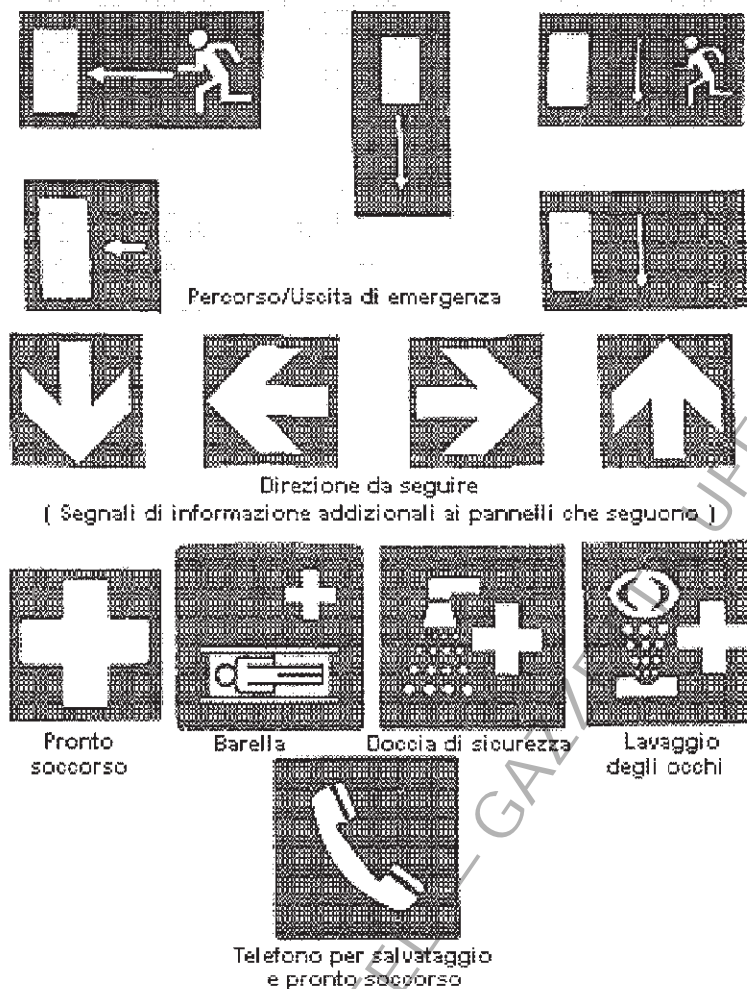 Percorso/Uscita di emergenza
Direzione da seguire
( Segnali di informazione addizionali ai pannelli che seguono )
Pronto
soccorso
Barella
Doccia di sicurezza
Lavaggio
degli occhi
Telefono per salvataggio
e pronto soccorso
GAZZ